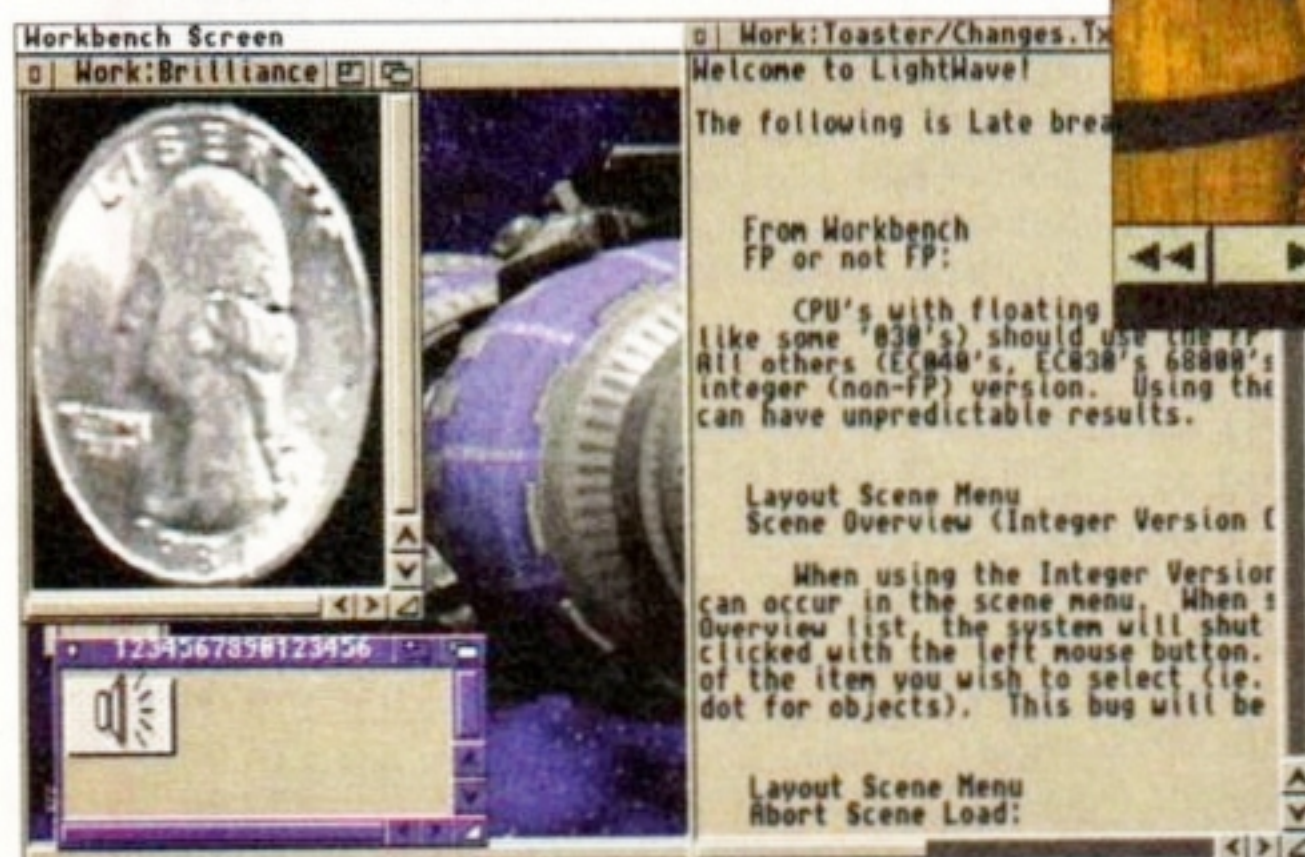 Workbench Screen
Work:Brilliance
LIBERTY
1234567890123456
Work:Toaster/Changes.Tx
Welcome to LightWave!
The following is Late brea
From Workbench
FP or not FP:
CPU's with floating
like some '030's) should use the FP
All others (EC040's, EC030's 68000's
integer (non-FP) version. Using the
can have unpredictable results.
Layout Scene Menu
Scene Overview (Integer Version
When using the Integer Version
can occur in the scene menu. When s
Overview list, the system will shut
clicked with the left mouse button.
of the item you wish to select (ie.
dot for objects). This bug will be
Layout Scene Menu
Abort Scene Load: